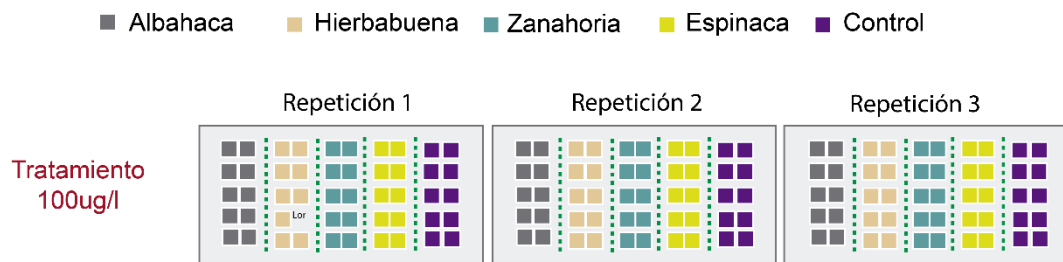 Albahaca Hierbabuena Zanahoria Espinaca Control
Repetición 1 Repetición 2 Repetición 3
Tratamiento
100ug/l
Lor